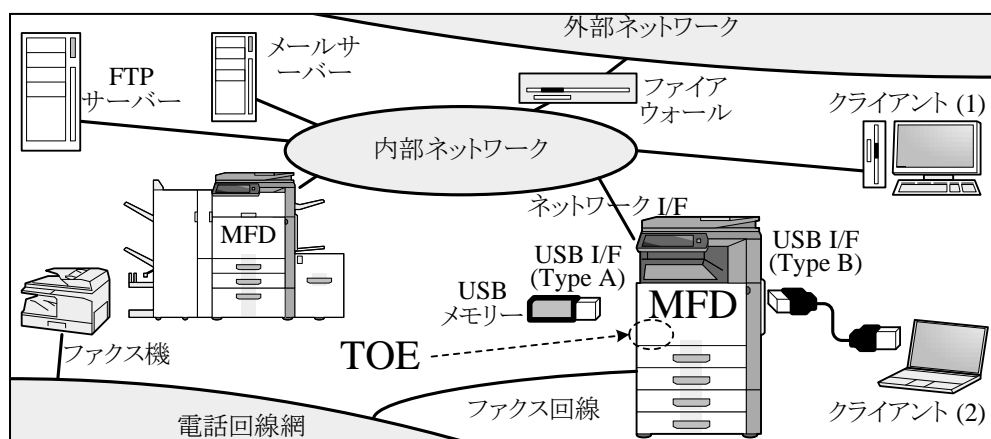 外部ネットワーク
FTP
サーバー
メールサ
ーバー
ファイア
ウォール
クライアント (1)
内部ネットワーク
ネットワーク I/F
MFD
USB I/F
(Type A)
USB I/F
(Type B)
USB
メモリー
MFD
TOE
ファクス機
ファクス回線
クライアント (2)
電話回線網